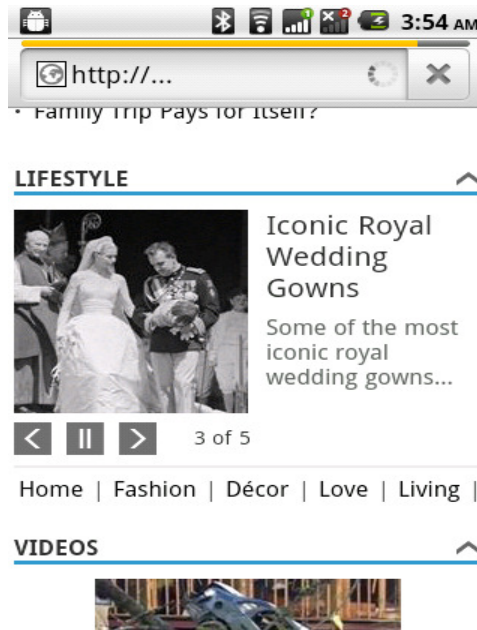 3:54 AM
http://...
• Family Trip Pays for Itself?
LIFESTYLE
Iconic Royal
Wedding
Gowns
Some of the most
iconic royal
wedding gowns...
3 of 5
Home | Fashion | Décor | Love | Living |
VIDEOS